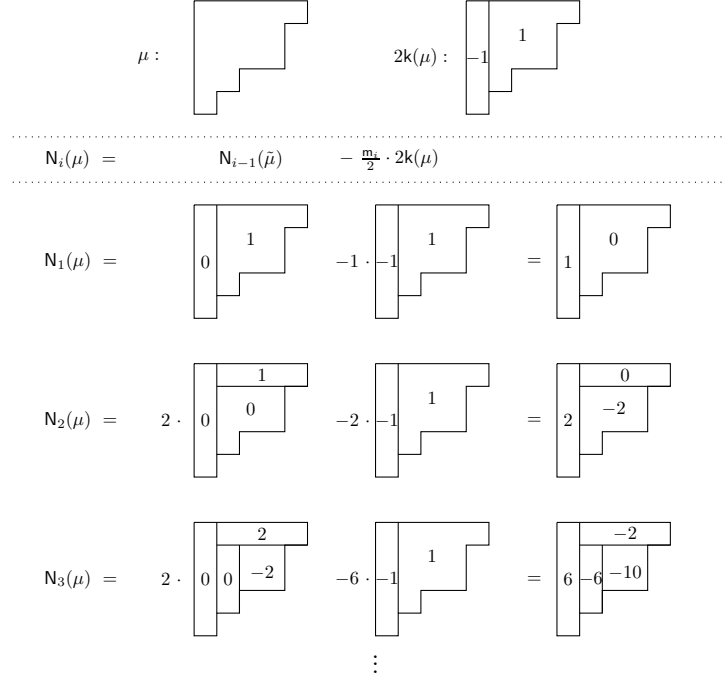 μ : 2k(μ) : −1 1
N_i(μ) = N_{i−1}(μ̃) − m_i/2 · 2k(μ)
N_1(μ) = 0 1 −1 · −1 1 = 1 0
N_2(μ) = 2 · 0 1 0 −2 · −1 1 = 2 0 −2
N_3(μ) = 2 · 0 2 0 −2 −6 · −1 1 = 6 −2 −6 −10
⋮